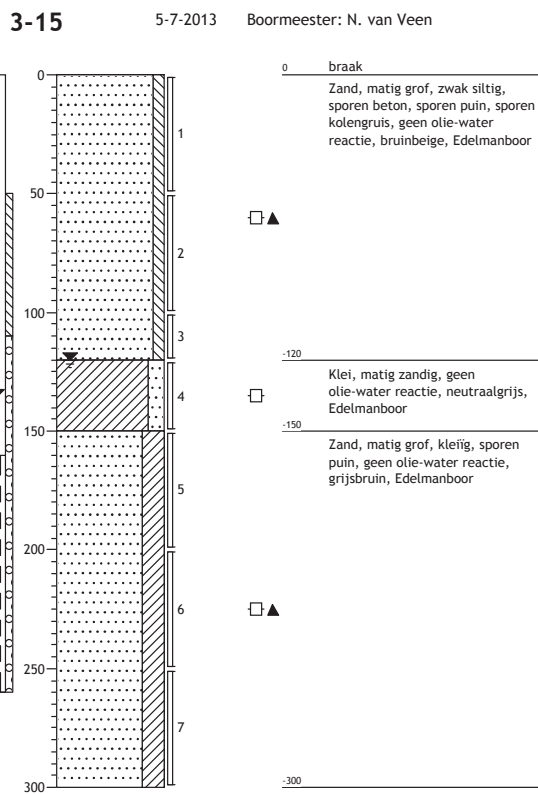 3-15 5-7-2013 Boormeester: N. van Veen
0 braak
0
Zand, matig grof, zwak siltig,
sporen beton, sporen puin, sporen
kolengruis, geen olie-water
reactie, bruinbeige, Edelmanboor
1
50
2
100
3
-120
Klei, matig zandig, geen
olie-water reactie, neutraalgrijs,
Edelmanboor
4
-150
150
Zand, matig grof, kleiïg, sporen
puin, geen olie-water reactie,
grijsbruin, Edelmanboor
5
200
6
250
7
-300
300